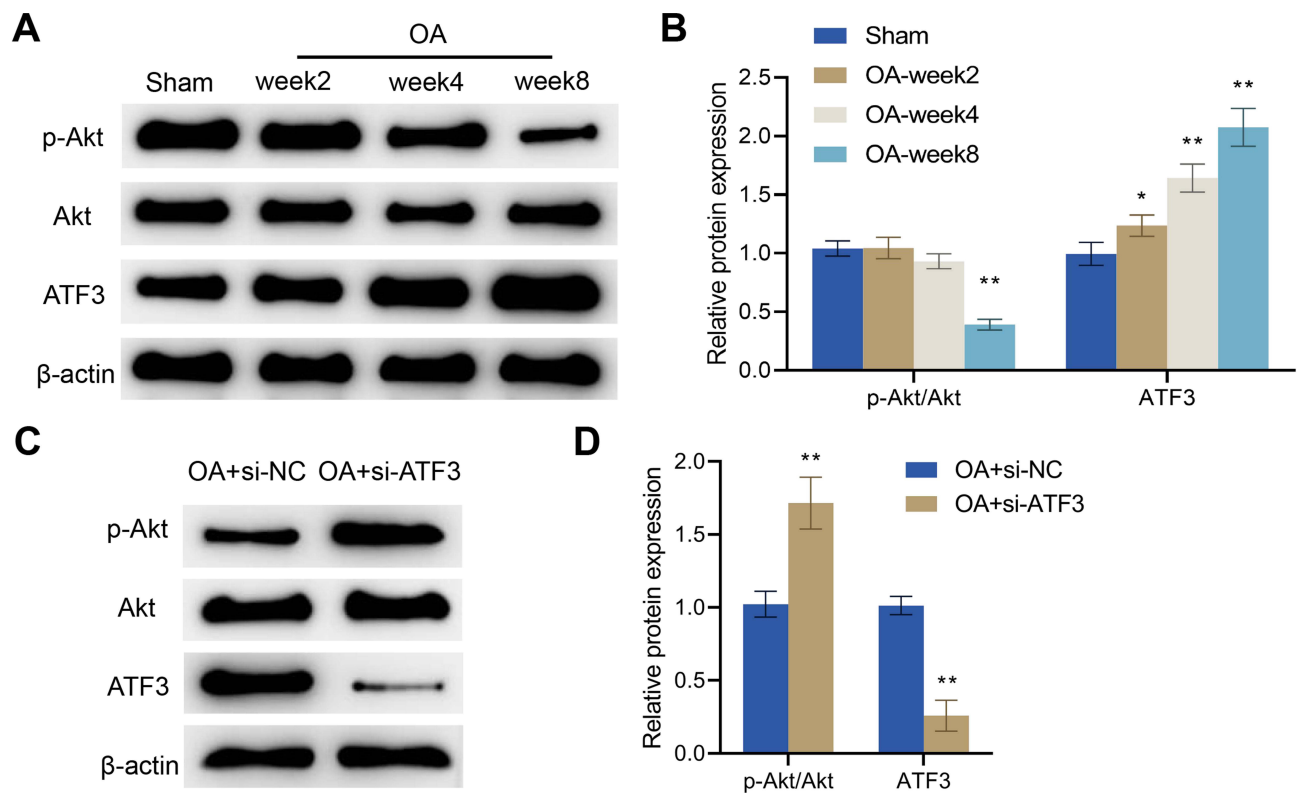 A
OA
Sham week2 week4 week8
p-Akt
Akt
ATF3
β-actin
B
Sham
OA-week2
OA-week4
OA-week8
Relative protein expression
2.5
2.0
1.5
1.0
0.5
0.0
**
*
**
**
p-Akt/Akt ATF3
C
OA+si-NC OA+si-ATF3
p-Akt
Akt
ATF3
β-actin
D
OA+si-NC
OA+si-ATF3
Relative protein expression
2.0
1.5
1.0
0.5
0.0
**
**
p-Akt/Akt ATF3